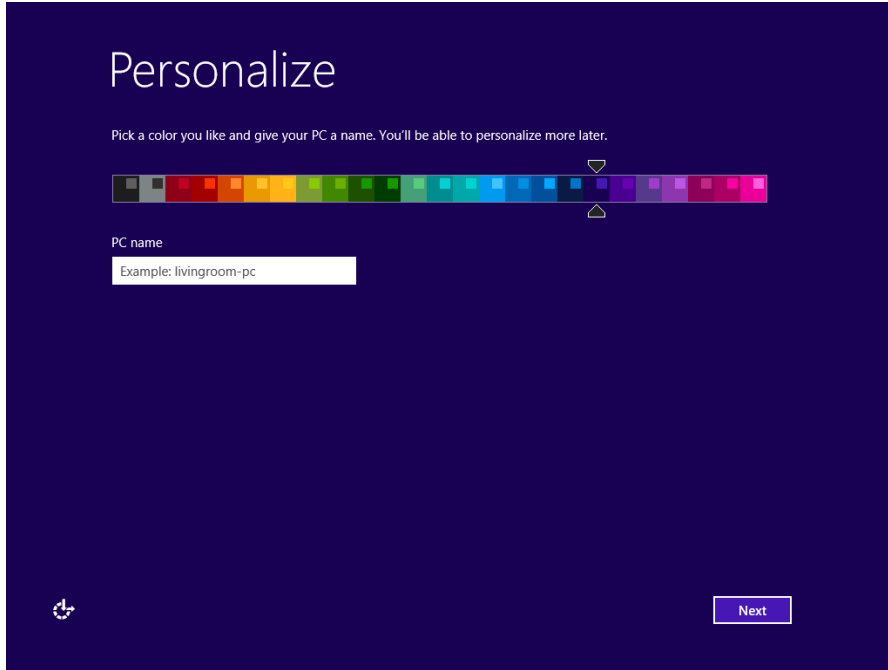 Personalize
Pick a color you like and give your PC a name. You'll be able to personalize more later.
PC name
Example: livingroom-pc
Next